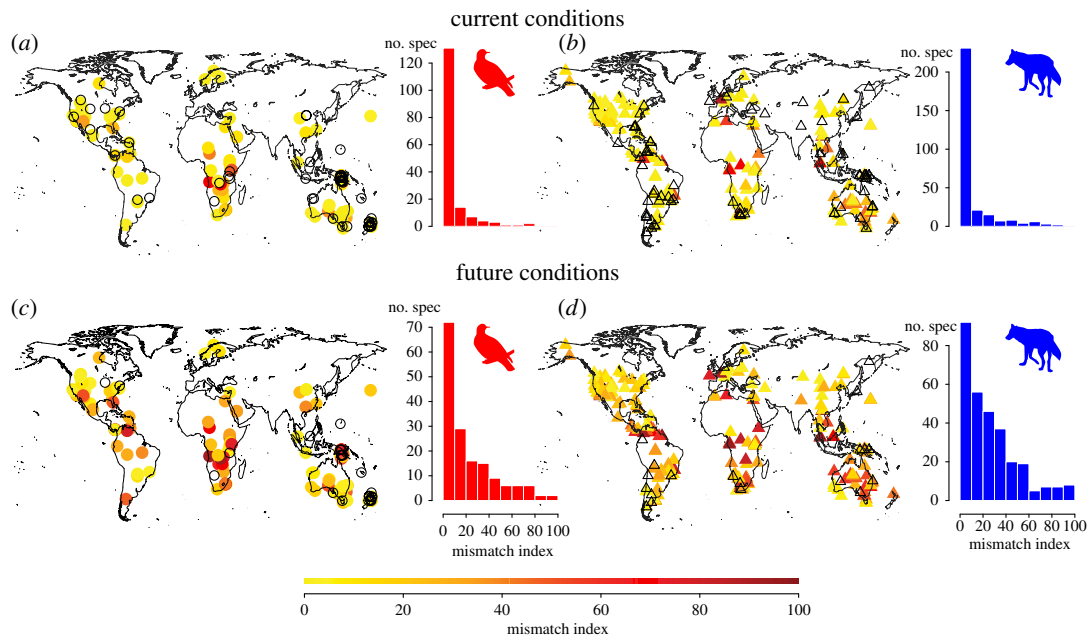 current conditions
(a)
no. spec
120
100
80
60
40
20
0
(b)
no. spec
200
150
100
50
0
future conditions
(c)
no. spec
70
60
50
40
30
20
10
0
0 20 40 60 80 100
mismatch index
(d)
no. spec
80
60
40
20
0
0 20 40 60 80 100
mismatch index
0 20 40 60 80 100
mismatch index